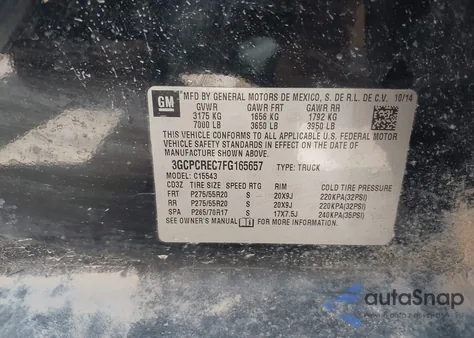 GM
MFD BY GENERAL MOTORS DE MEXICO, S. DE R.L. DE C.V. 10/14
GVWR GAWR FRT GAWR RR
3175 KG 1656 KG 1792 KG
7000 LB 3650 LB 3950 LB
THIS VEHICLE CONFORMS TO ALL APPLICABLE U.S. FEDERAL MOTOR
VEHICLE SAFETY STANDARDS IN EFFECT ON THE DATE OF
MANUFACTURE SHOWN ABOVE.
3GCPCREC7FG165657 TYPE: TRUCK
MODEL: C15543
CD3Z TIRE SIZE SPEED RTG RIM COLD TIRE PRESSURE
FRT P275/55R20 S 20X9J 220KPA(32PSI)
RR P275/55R20 S 20X9J 220KPA(32PSI)
SPA P265/70R17 S 17X7.5J 240KPA(35PSI)
SEE OWNER'S MANUAL FOR MORE INFORMATION.
autaSnap